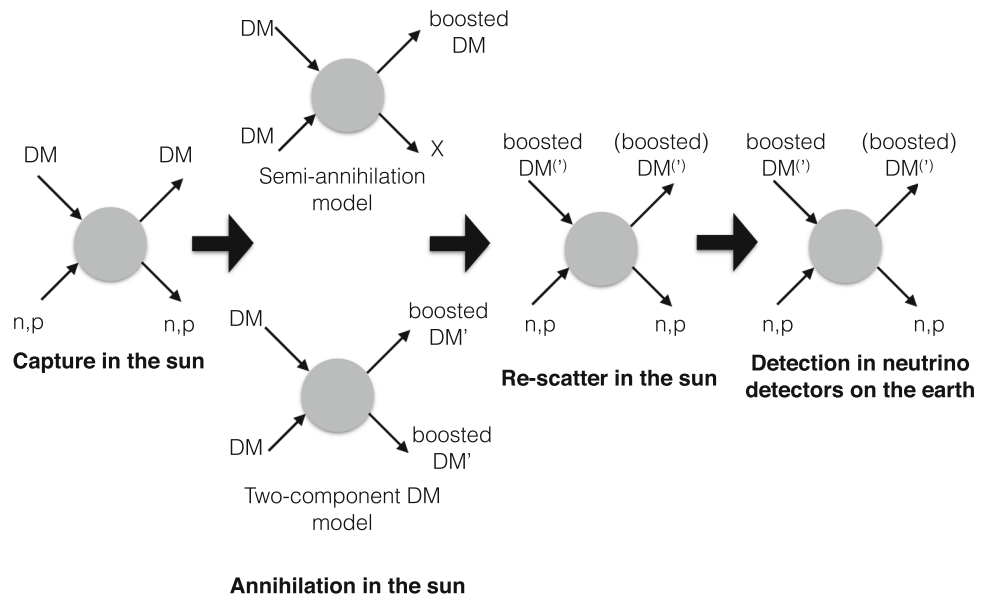 DM
DM
n,p
n,p
Capture in the sun
DM
boosted
DM
DM
X
Semi-annihilation
model
DM
boosted
DM'
DM
boosted
DM'
Two-component DM
model
Annihilation in the sun
boosted
DM(')
(boosted)
DM(')
n,p
n,p
Re-scatter in the sun
boosted
DM(')
(boosted)
DM(')
n,p
n,p
Detection in neutrino
detectors on the earth